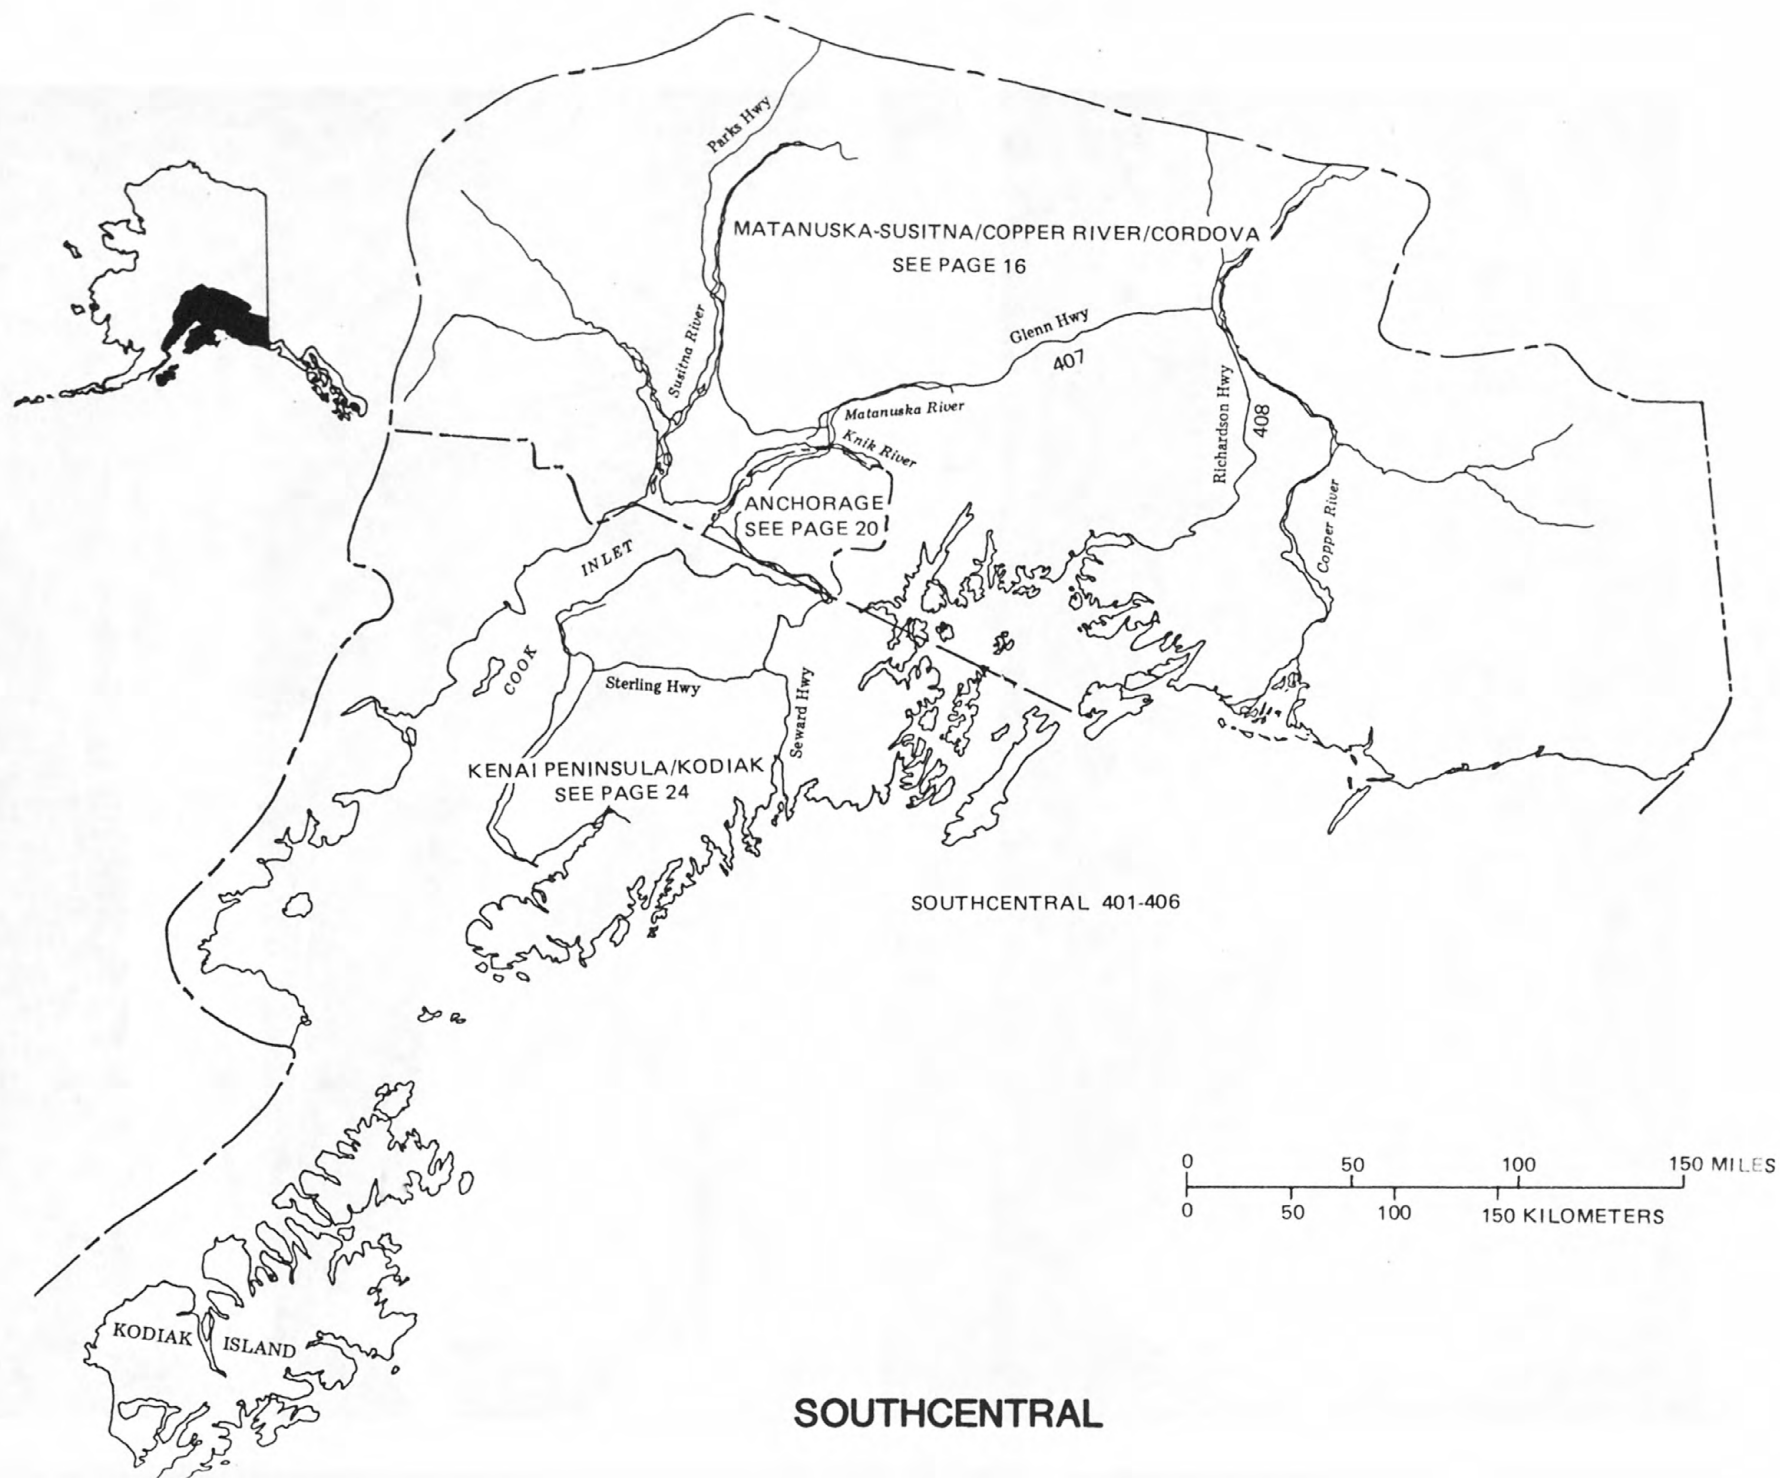 Parks Hwy
MATANUSKA-SUSITNA/COPPER RIVER/CORDOVA
SEE PAGE 16
Susitna River
Glenn Hwy
407
Matanuska River
Knik River
Richardson Hwy
408
Copper River
ANCHORAGE
SEE PAGE 20
COOK INLET
Sterling Hwy
Seward Hwy
KENAI PENINSULA/KODIAK
SEE PAGE 24
SOUTHCENTRAL 401-406
0 50 100 150 MILES
0 50 100 150 KILOMETERS
KODIAK ISLAND
SOUTHCENTRAL